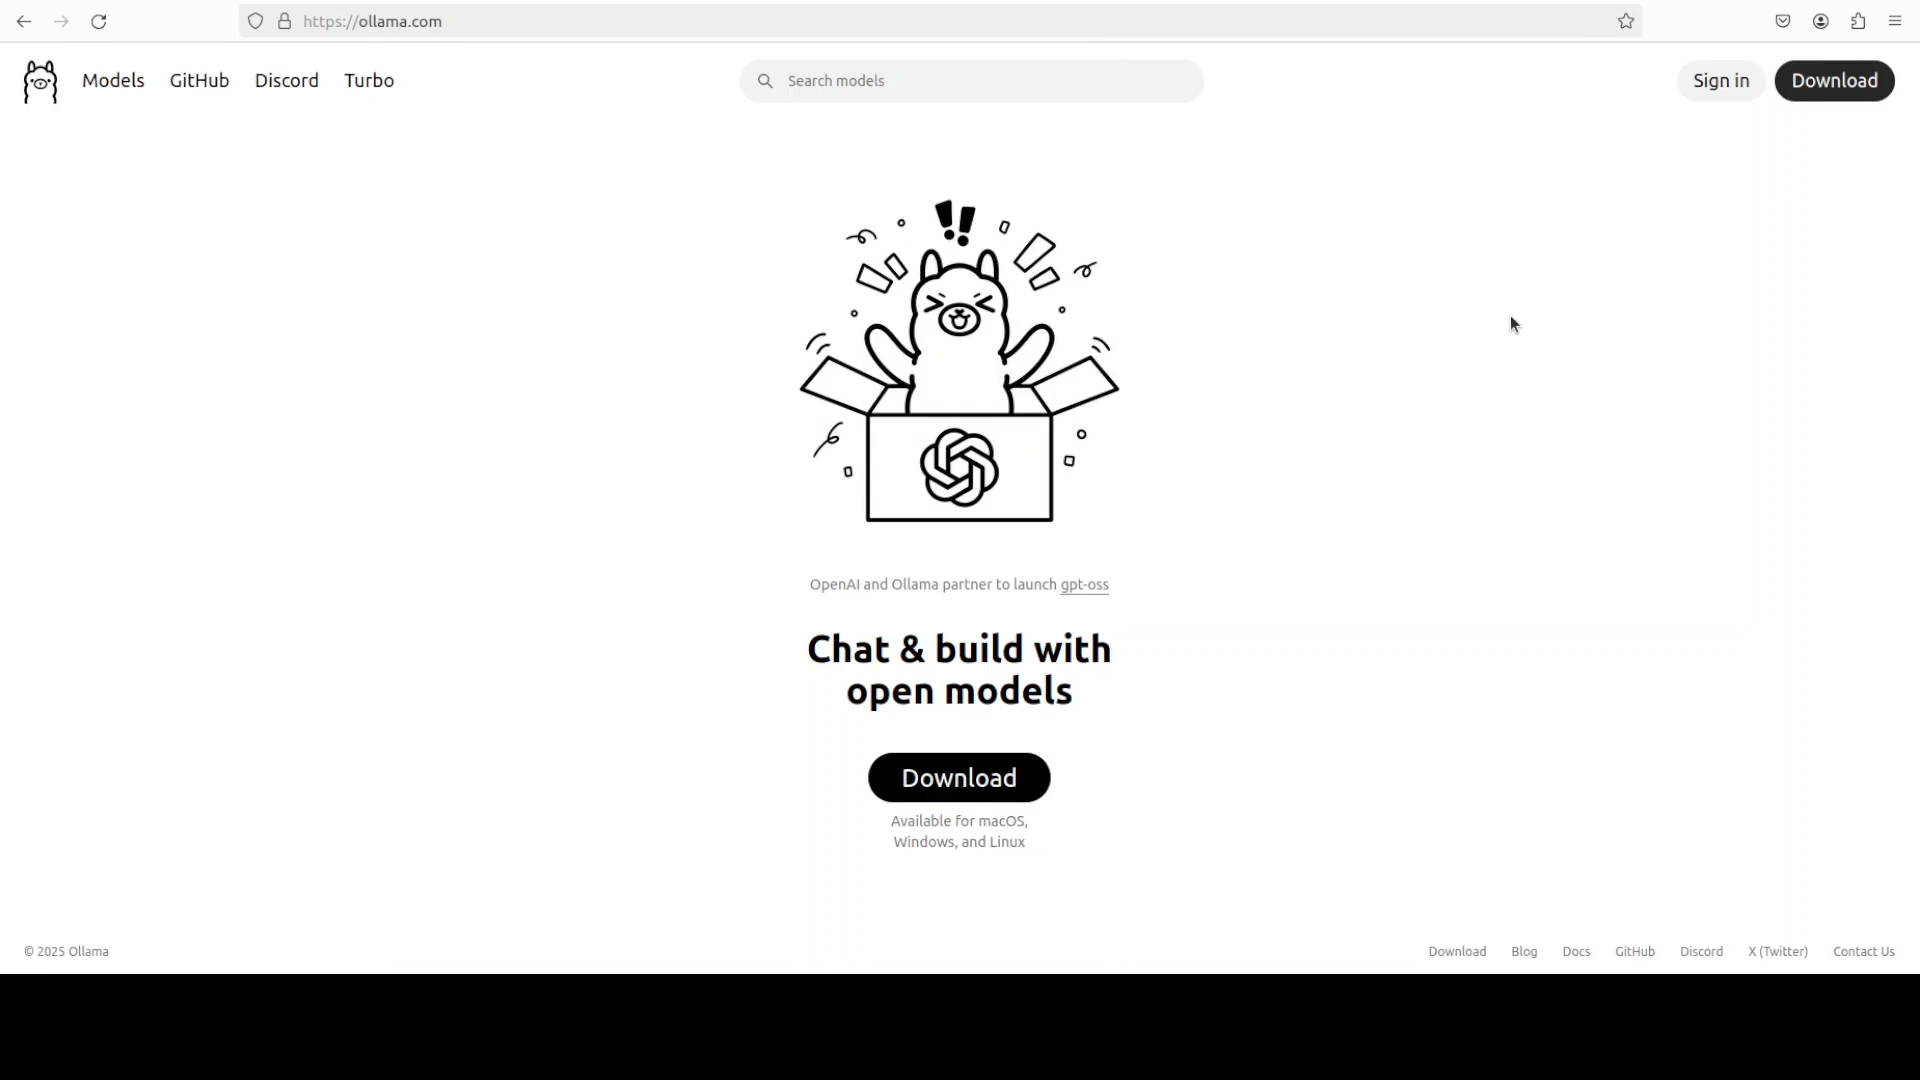 https://ollama.com
Models GitHub Discord Turbo
Search models
Sign in Download
!!
OpenAI and Ollama partner to launch gpt-oss
Chat & build with
open models
Download
Available for macOS,
Windows, and Linux
© 2025 Ollama
Download Blog Docs GitHub Discord X (Twitter) Contact Us